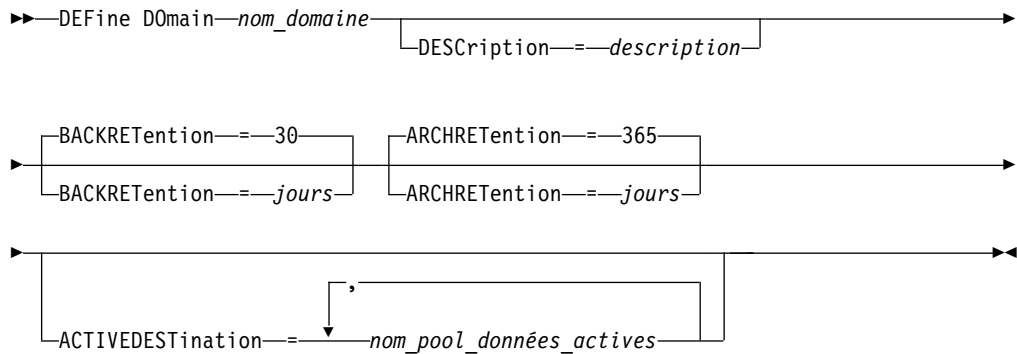 DEFine DOmain nom_domaine
DESCription = description
BACKRETention = 30 ARCHRETention = 365
BACKRETention = jours ARCHRETention = jours
,
ACTIVEDESTination = nom_pool_données_actives